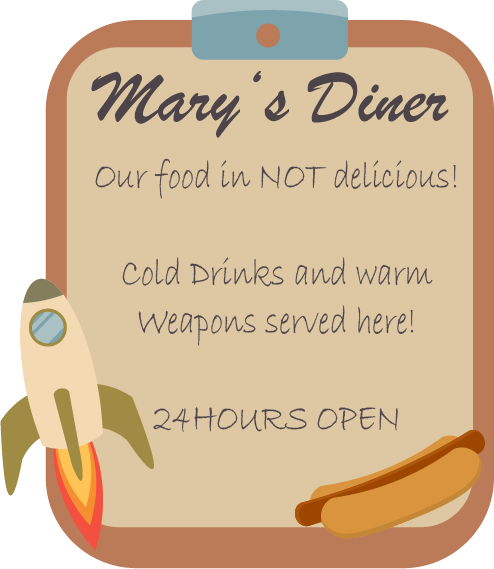 Mary's Diner
Our food in NOT delicious!
Cold Drinks and warm
Weapons served here!
24HOURS OPEN